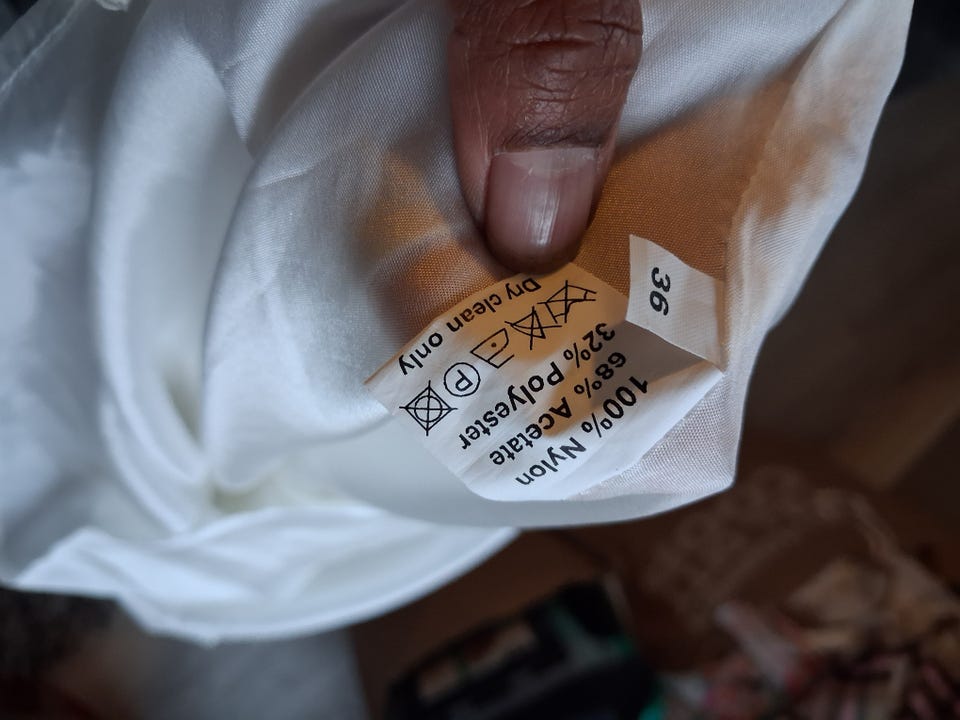 100% Nylon
68% Acetate
32% Polyester
P
Dry clean only
36